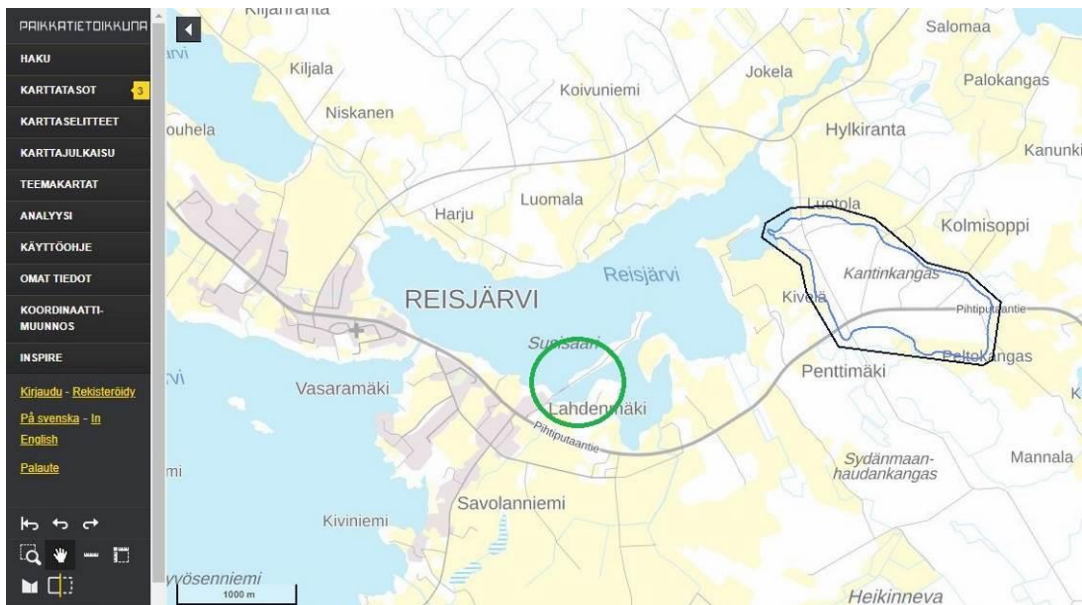 PAIKKATIETOIKKUNA
HAKU
KARTTATASOT 3
KARTTASELITTEET
KARTTAJULKAISU
TEEMAKARTAT
ANALYYSI
KÄYTTÖOHJE
OMAT TIEDOT
KOORDINAATTI-
MUUNNOS
INSPIRE
Kirjaudu - Rekisteröidy
På svenska - In
English
Palaute
Kiljanranta
Salomaa
Kiljala
Jokela
Koivuniemi
Palokangas
Niskanen
ouhela
Hylkiranta
Kanunki
Luomala
Luotola
Harju
Kolmisoppi
Reisjärvi
Kantinkangas
REISJÄRVI
Kivelä
Pihtiputaantie
Susisaari
Peltokangas
Penttimäki
Vasaramäki
Lahdenmäki
Pihtiputaantie
Sydänmaan-
haudankangas
Mannala
Savolanniemi
Kiviniemi
yösenniemi
1000 m
Heikinneva